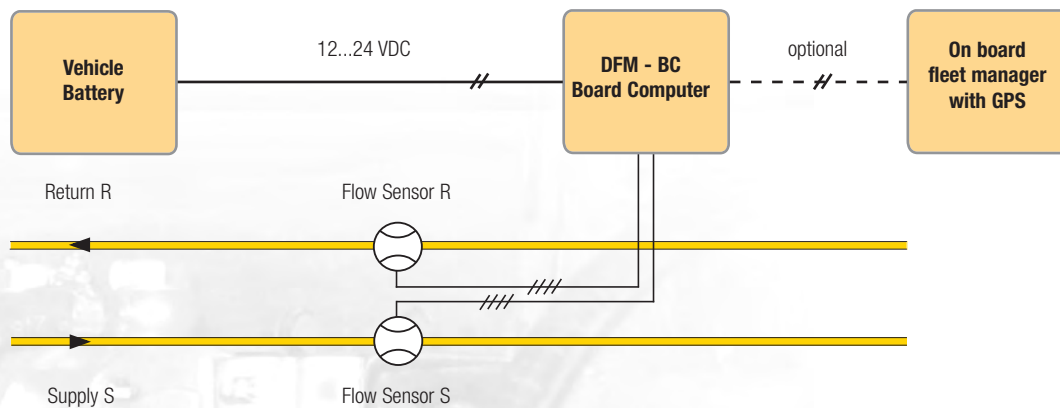 Vehicle
Battery
12...24 VDC
DFM - BC
Board Computer
optional
On board
fleet manager
with GPS
Return R
Flow Sensor R
Supply S
Flow Sensor S